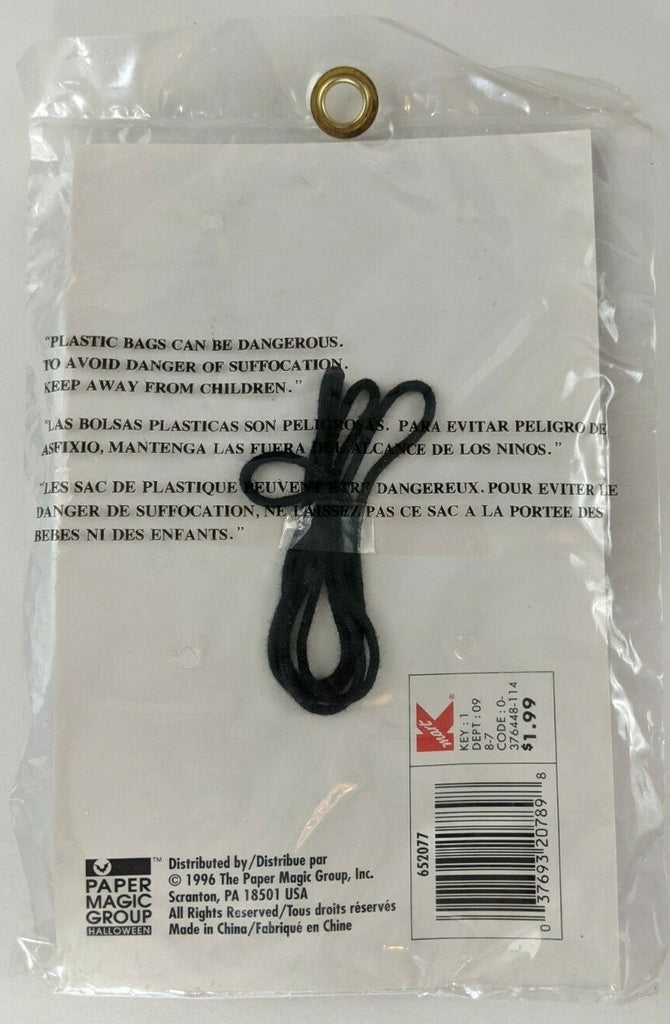 "PLASTIC BAGS CAN BE DANGEROUS.
TO AVOID DANGER OF SUFFOCATION.
KEEP AWAY FROM CHILDREN."
"LAS BOLSAS PLASTICAS SON PELIGROSAS. PARA EVITAR PELIGRO DE
ASFIXIO, MANTENGA LAS FUERA DEL ALCANCE DE LOS NINOS."
"LES SAC DE PLASTIQUE PEUVENT ETRE DANGEREUX. POUR EVITER LE
DANGER DE SUFFOCATION, NE LAISSEZ PAS CE SAC A LA PORTEE DES
BEBES NI DES ENFANTS."
Kmart®
KEY: 1
DEPT: 09
8-7
CODE: 0-
376448-114
$1.99
652077
0 37693 20789 8
PAPER
MAGIC
GROUP
HALLOWEEN
™
Distributed by/Distribue par
© 1996 The Paper Magic Group, Inc.
Scranton, PA 18501 USA
All Rights Reserved/Tous droits réservés
Made in China/Fabriqué en Chine